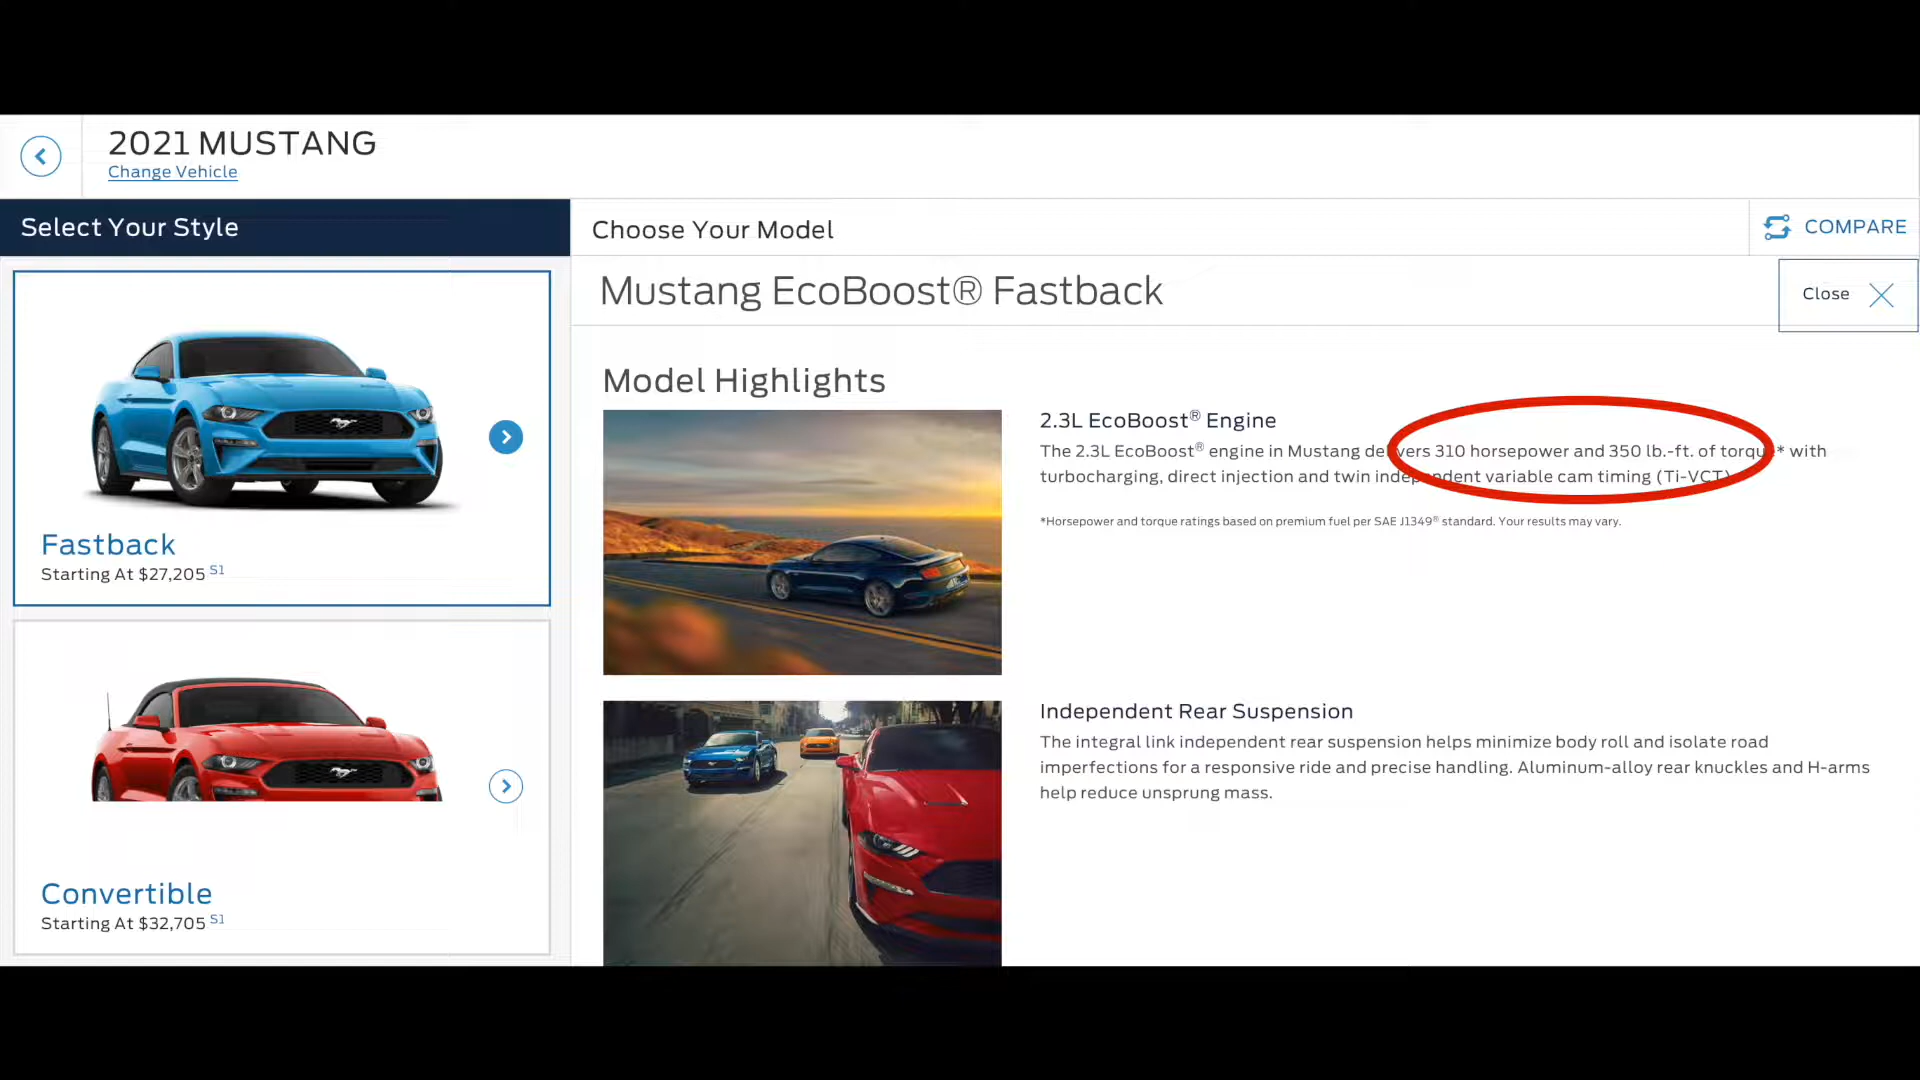 2021 MUSTANG
Change Vehicle
Select Your Style
Choose Your Model
COMPARE
Mustang EcoBoost® Fastback
Close
Model Highlights
2.3L EcoBoost® Engine
The 2.3L EcoBoost® engine in Mustang delivers 310 horsepower and 350 lb.-ft. of torque* with
turbocharging, direct injection and twin independent variable cam timing (Ti-VCT)
*Horsepower and torque ratings based on premium fuel per SAE J1349® standard. Your results may vary.
Fastback
Starting At $27,205 S1
Independent Rear Suspension
The integral link independent rear suspension helps minimize body roll and isolate road
imperfections for a responsive ride and precise handling. Aluminum-alloy rear knuckles and H-arms
help reduce unsprung mass.
Convertible
Starting At $32,705 S1